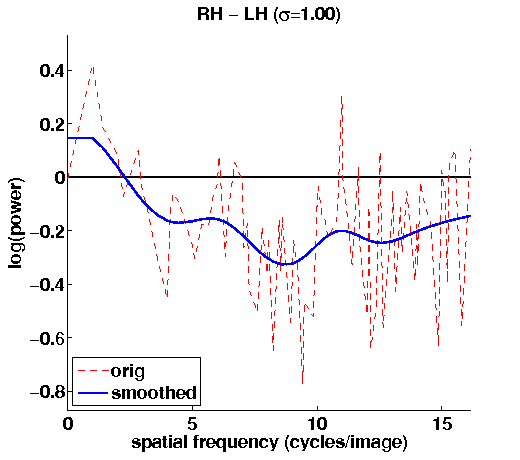 RH − LH (σ=1.00)
0.4
0.2
0
−0.2
−0.4
−0.6
−0.8
log(power)
orig
smoothed
0 5 10 15
spatial frequency (cycles/image)